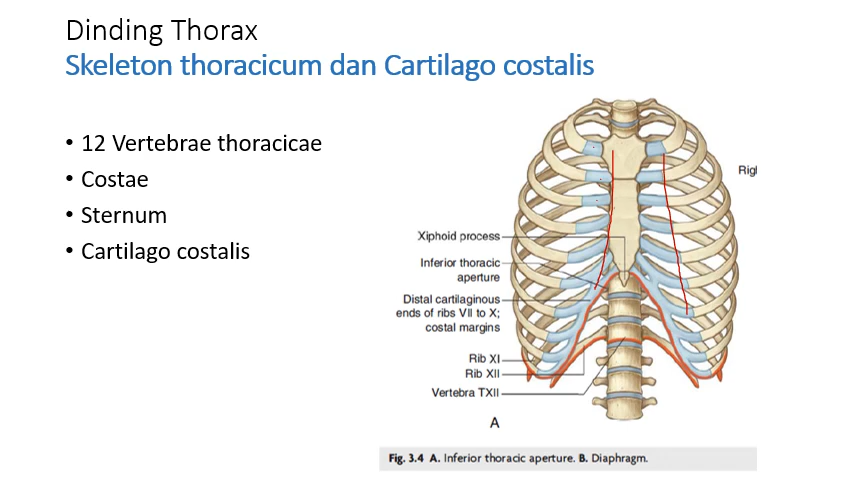 Dinding Thorax
Skeleton thoracicum dan Cartilago costalis
• 12 Vertebrae thoracicae
• Costae
• Sternum
• Cartilago costalis
Rigl
Xiphoid process
Inferior thoracic
aperture
Distal cartilaginous
ends of ribs VII to X;
costal margins
Rib XI
Rib XII
Vertebra TXII
A
Fig. 3.4 A. Inferior thoracic aperture. B. Diaphragm.